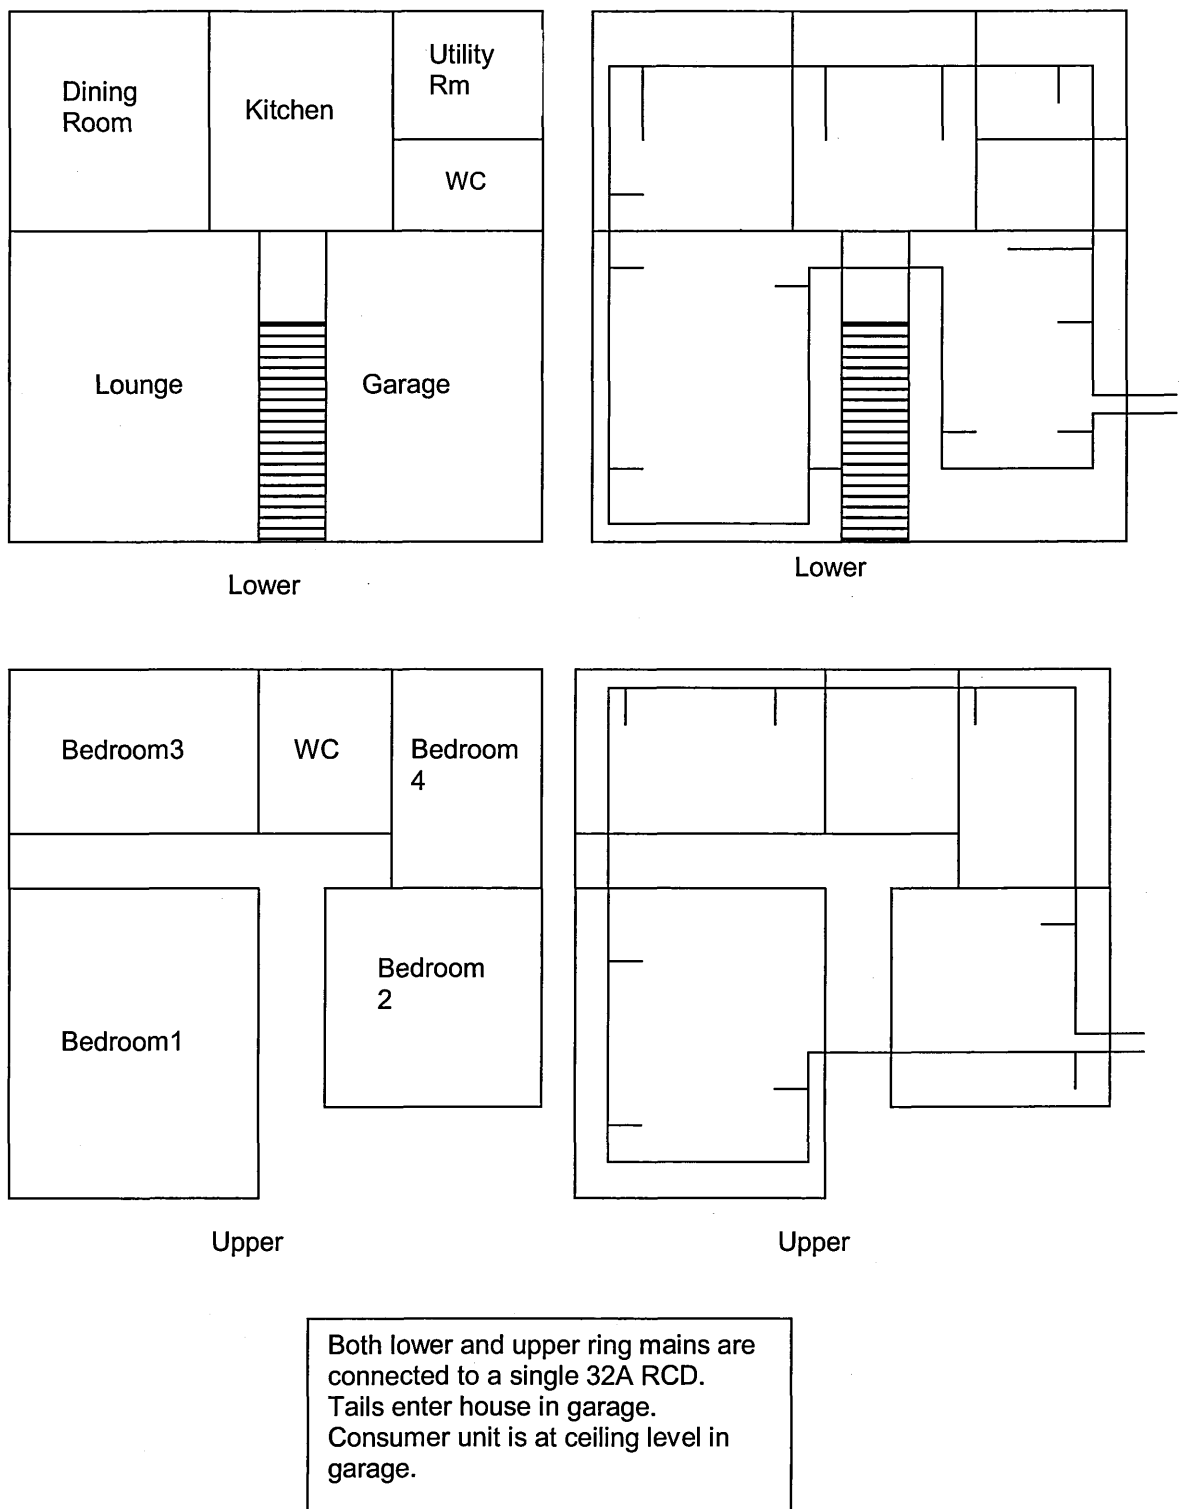 Dining
Room
Kitchen
Utility
Rm
WC
Lounge
Garage
Lower
Lower
Bedroom3
WC
Bedroom
4
Bedroom
2
Bedroom1
Upper
Upper
Both lower and upper ring mains are
connected to a single 32A RCD.
Tails enter house in garage.
Consumer unit is at ceiling level in
garage.